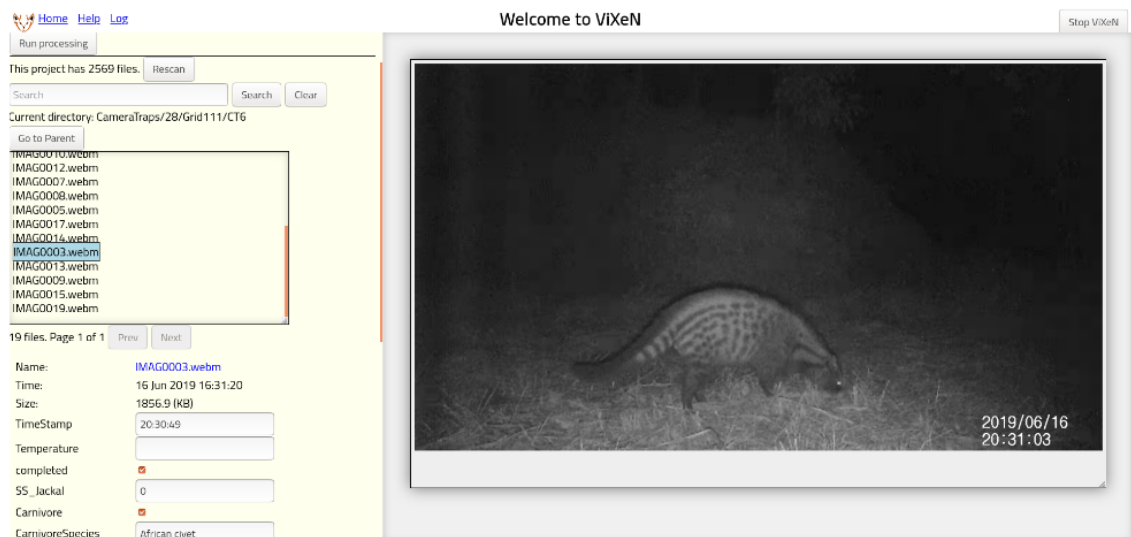 Home Help Log
Welcome to ViXeN
Stop ViXeN
Run processing
This project has 2569 files. Rescan
Search Search Clear
Current directory: CameraTraps/28/Grid111/CT6
Go to Parent
IMAG0010.webm
IMAG0012.webm
IMAG0007.webm
IMAG0008.webm
IMAG0005.webm
IMAG0017.webm
IMAG0014.webm
IMAG0003.webm
IMAG0013.webm
IMAG0009.webm
IMAG0015.webm
IMAG0019.webm
19 files. Page 1 of 1 Prev Next
Name: IMAG0003.webm
Time: 16 Jun 2019 16:31:20
Size: 1856.9 (KB)
TimeStamp 20:30:49
Temperature
completed
SS_Jackal 0
Carnivore
CarnivoreSpecies African civet
2019/06/16
20:31:03